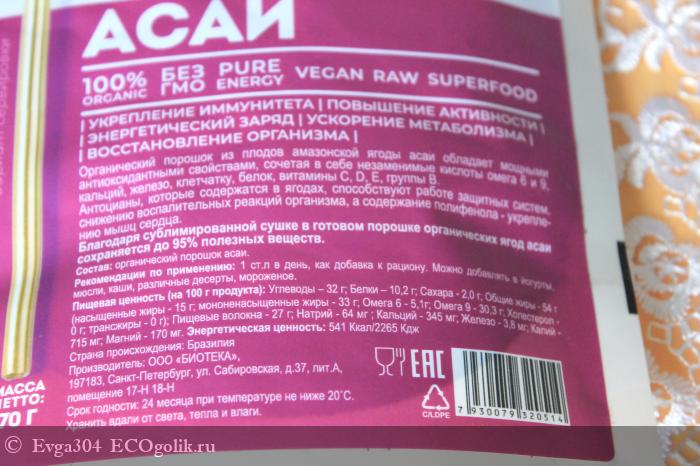 АСАИ
100% ORGANIC БЕЗ ГМО PURE ENERGY VEGAN RAW SUPERFOOD
| УКРЕПЛЕНИЕ ИММУНИТЕТА | ПОВЫШЕНИЕ АКТИВНОСТИ |
| ЭНЕРГЕТИЧЕСКИЙ ЗАРЯД | УСКОРЕНИЕ МЕТАБОЛИЗМА |
| ВОССТАНОВЛЕНИЕ ОРГАНИЗМА |
Органический порошок из плодов амазонской ягоды асаи обладает мощными
антиоксидантными свойствами, сочетая в себе незаменимые кислоты омега 6 и 9,
кальций, железо, клетчатку, белок, витамины C, D, E, группы B.
Антоцианы, которые содержатся в ягодах, способствуют работе защитных систем,
снижению воспалительных реакций организма, а содержание полифенола - укрепле-
нию мышц сердца.
Благодаря сублимированной сушке в готовом порошке органических ягод асаи
сохраняется до 95% полезных веществ.
Состав: органический порошок асаи.
Рекомендации по применению: 1 ст.л в день, как добавка к рациону. Можно добавлять в йогурты,
мюсли, каши, различные десерты, мороженое.
Пищевая ценность (на 100 г продукта): Углеводы – 32 г; Белки – 10,2 г; Сахара - 2,0 г; Общие жиры - 54 г
(насыщенные жиры - 15 г; мононенасыщенные жиры - 33 г; Омега 6 - 5,1г; Омега 9 - 30,3 г; Холестерол -
0 г; трансжиры - 0 г); Пищевые волокна - 27 г; Натрий - 64 мг ; Кальций - 345 мг; Железо - 3,8 мг; Калий -
715 мг; Магний - 170 мг. Энергетическая ценность: 541 Ккал/2265 Кдж
Страна происхождения: Бразилия
Производитель: ООО «БИОТЕКА»,
197183, Санкт-Петербург, ул. Сабировская, д.37, лит.А,
помещение 17-Н 18-Н
Срок годности: 24 месяца при температуре не ниже 20°С.
Хранить вдали от света, тепла и влаги.
EAC
C/LDPE
7 930079 320514
МАССА
НЕТТО:
70 Г
© Evga304 ECOgolik.ru